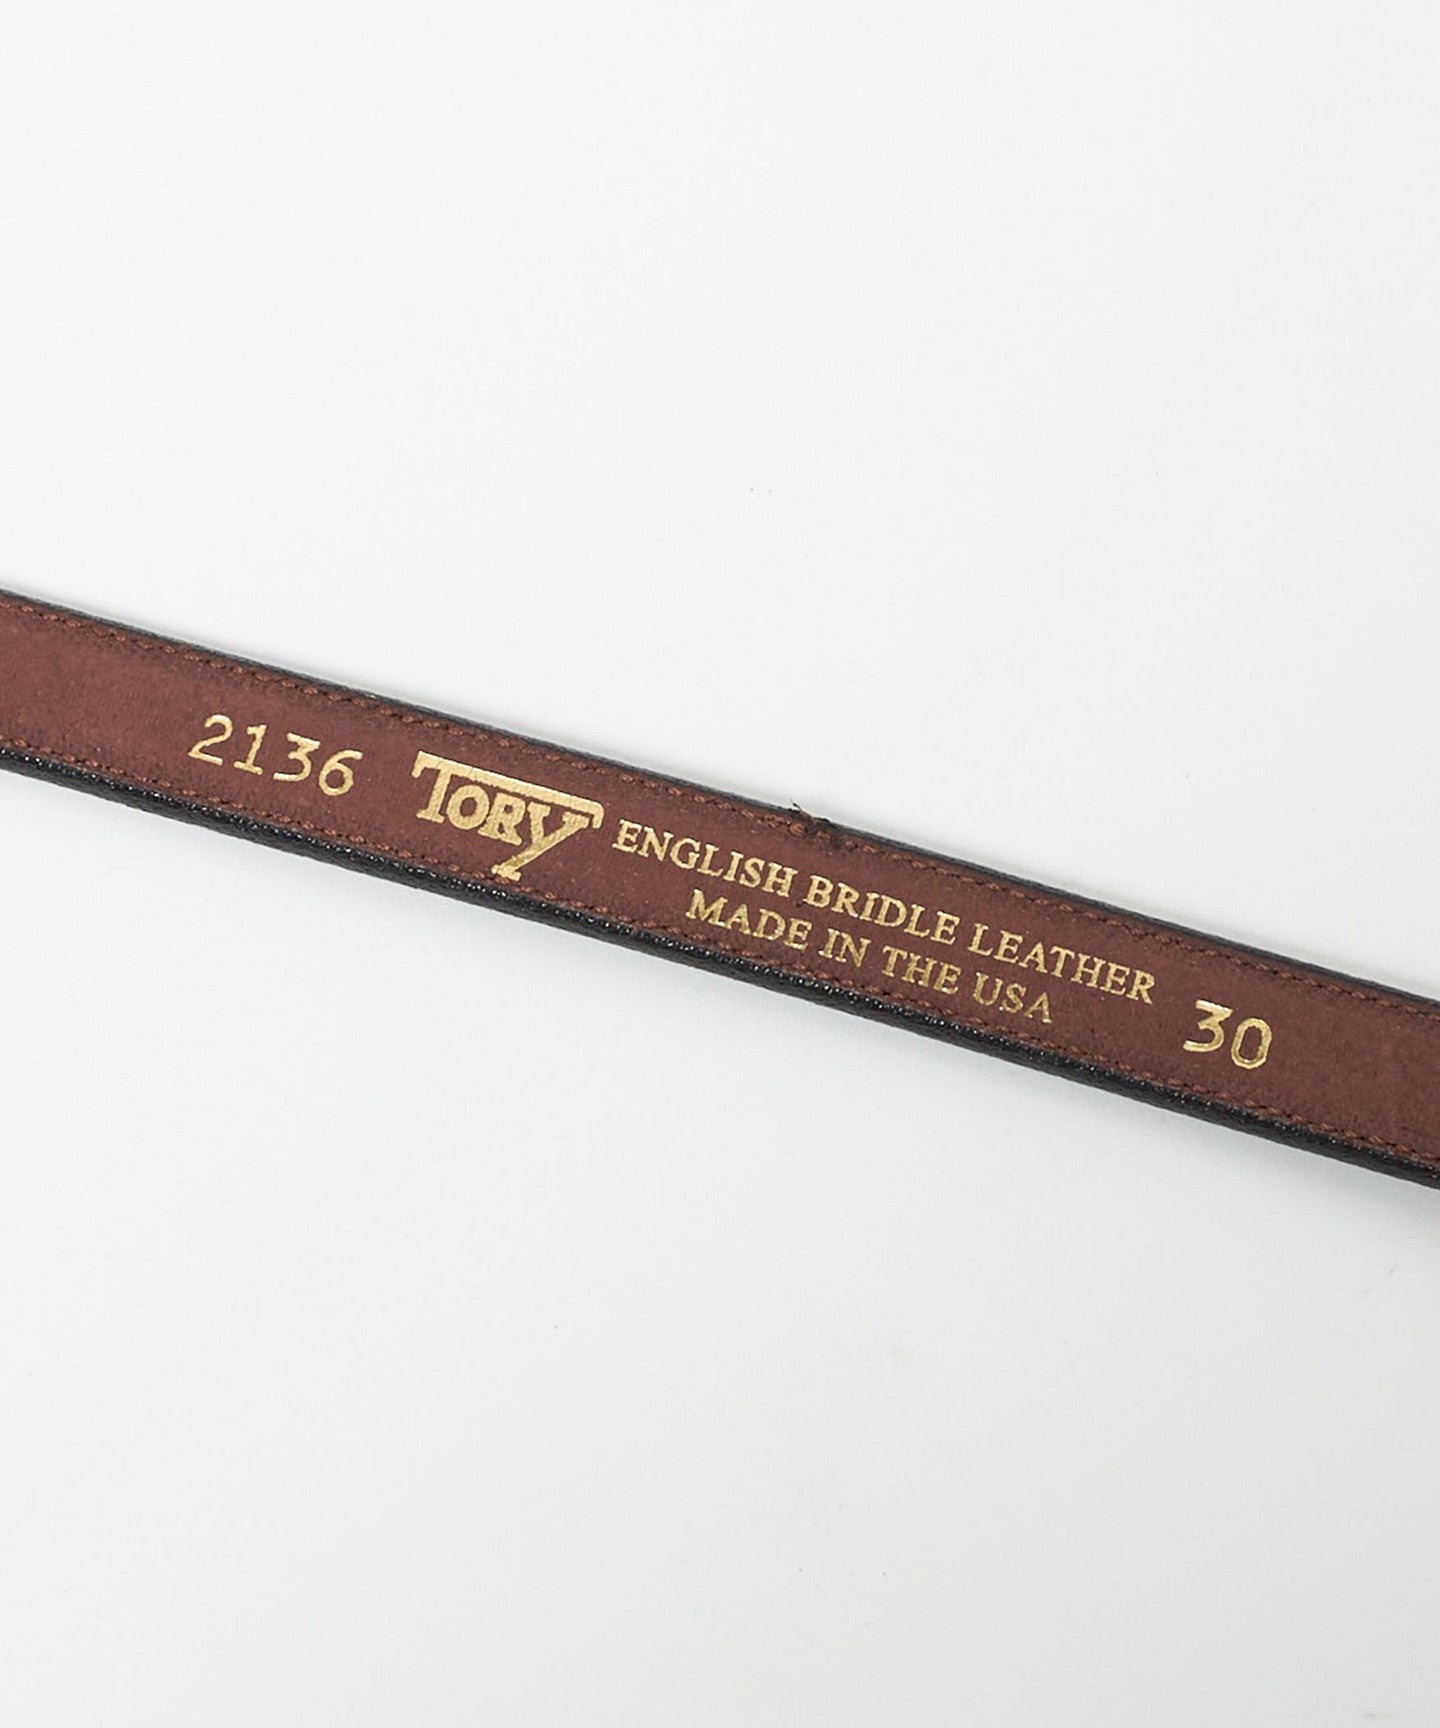 2136
TORY
ENGLISH BRIDLE LEATHER
MADE IN THE USA
30